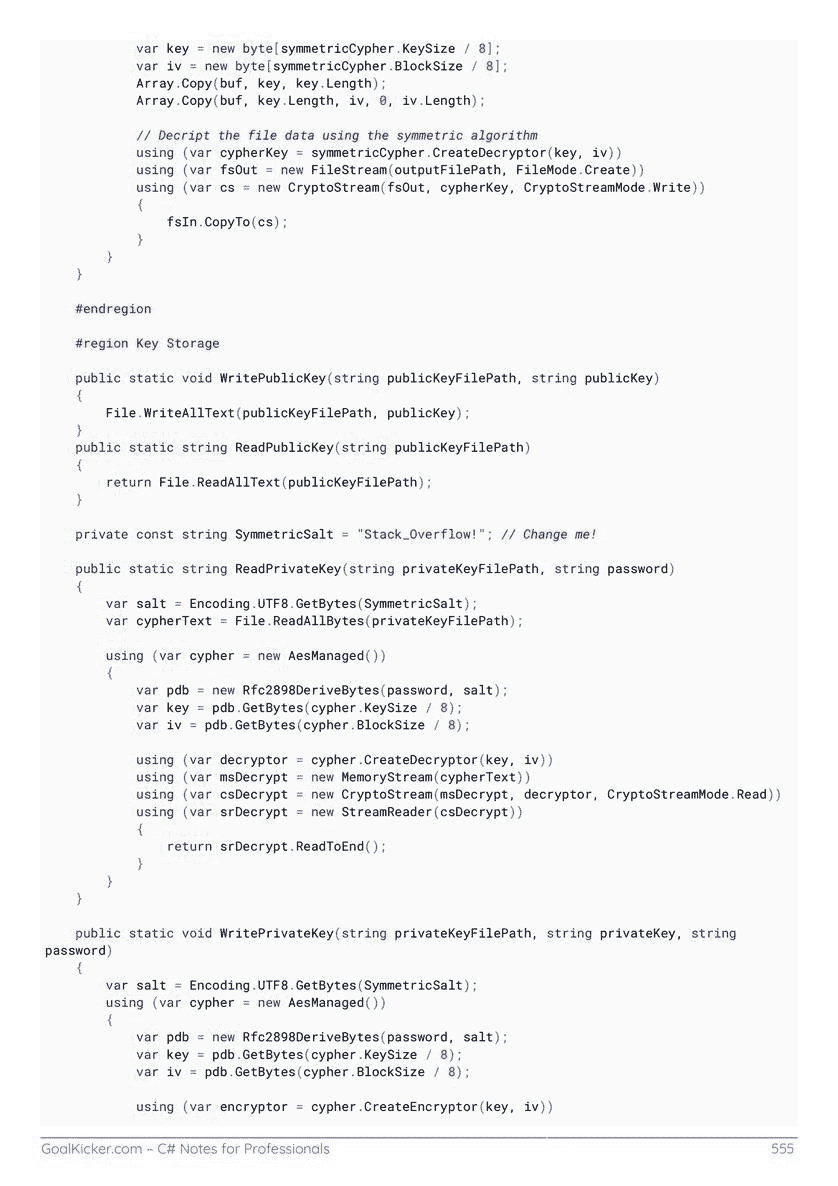 var key = new byte[symmetricCypher.KeySize / 8];
var iv = new byte[symmetricCypher.BlockSize / 8];
Array.Copy(buf, key, key.Length);
Array.Copy(buf, key.Length, iv, 0, iv.Length);
// Decript the file data using the symmetric algorithm
using (var cypherKey = symmetricCypher.CreateDecryptor(key, iv))
using (var fsOut = new FileStream(outputFilePath, FileMode.Create))
using (var cs = new CryptoStream(fsOut, cypherKey, CryptoStreamMode.Write))
{
fsIn.CopyTo(cs);
}
}
}
#endregion
#region Key Storage
public static void WritePublicKey(string publicKeyFilePath, string publicKey)
{
File.WriteAllText(publicKeyFilePath, publicKey);
}
public static string ReadPublicKey(string publicKeyFilePath)
{
return File.ReadAllText(publicKeyFilePath);
}
private const string SymmetricSalt = "Stack_Overflow!"; // Change me!
public static string ReadPrivateKey(string privateKeyFilePath, string password)
{
var salt = Encoding.UTF8.GetBytes(SymmetricSalt);
var cypherText = File.ReadAllBytes(privateKeyFilePath);
using (var cypher = new AesManaged())
{
var pdb = new Rfc2898DeriveBytes(password, salt);
var key = pdb.GetBytes(cypher.KeySize / 8);
var iv = pdb.GetBytes(cypher.BlockSize / 8);
using (var decryptor = cypher.CreateDecryptor(key, iv))
using (var msDecrypt = new MemoryStream(cypherText))
using (var csDecrypt = new CryptoStream(msDecrypt, decryptor, CryptoStreamMode.Read))
using (var srDecrypt = new StreamReader(csDecrypt))
{
return srDecrypt.ReadToEnd();
}
}
}
public static void WritePrivateKey(string privateKeyFilePath, string privateKey, string
password)
{
var salt = Encoding.UTF8.GetBytes(SymmetricSalt);
using (var cypher = new AesManaged())
{
var pdb = new Rfc2898DeriveBytes(password, salt);
var key = pdb.GetBytes(cypher.KeySize / 8);
var iv = pdb.GetBytes(cypher.BlockSize / 8);
using (var encryptor = cypher.CreateEncryptor(key, iv))
GoalKicker.com – C# Notes for Professionals 555